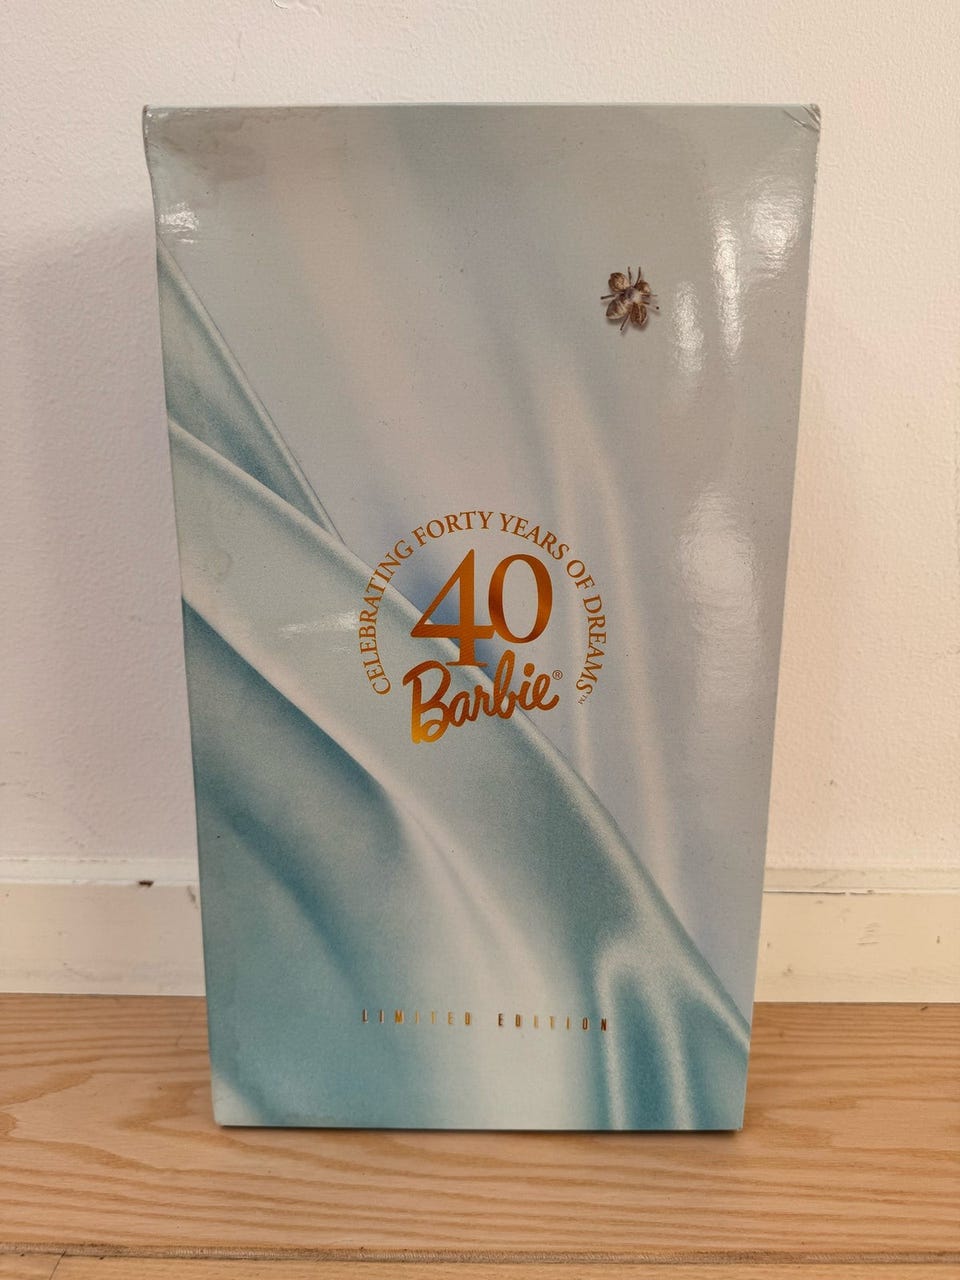 CELEBRATING FORTY YEARS OF DREAMS™
40
Barbie®
LIMITED EDITION